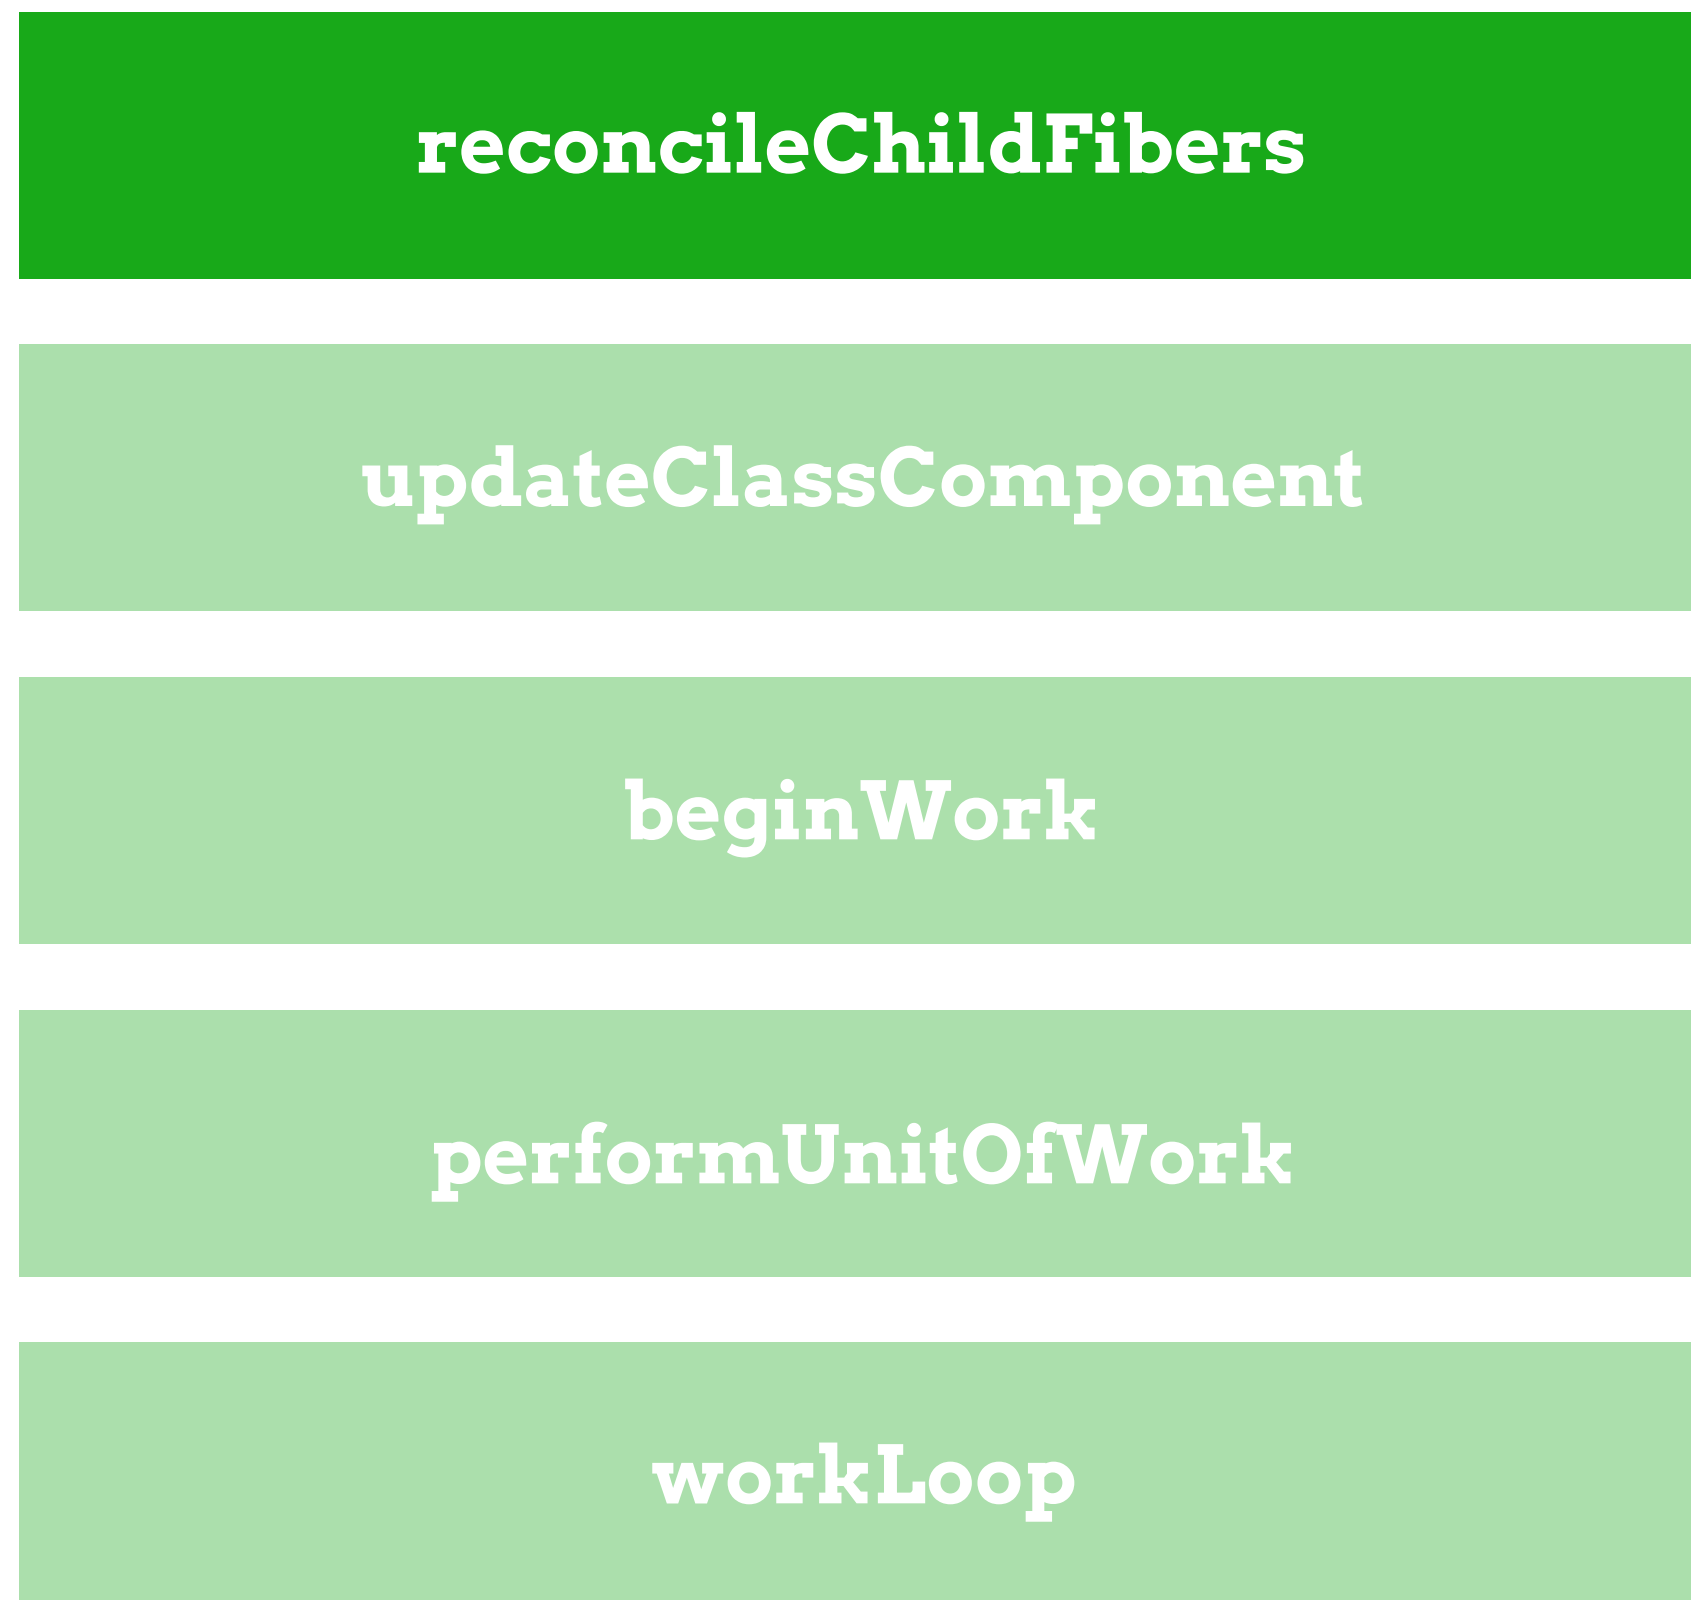 reconcileChildFibers
updateClassComponent
beginWork
performUnitOfWork
workLoop